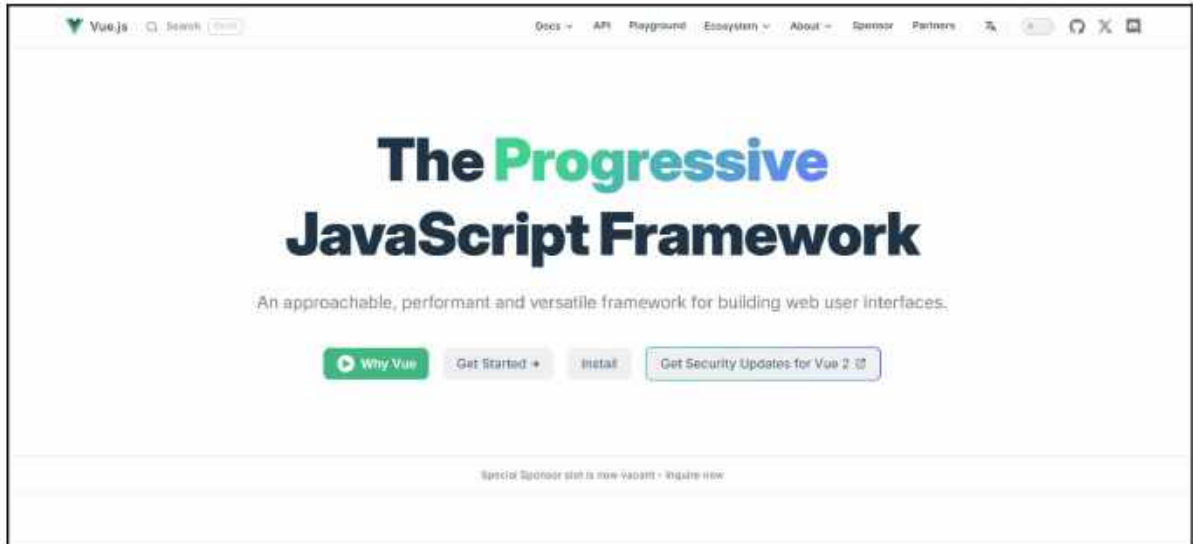 Vue.js Search
Docs API Playground Ecosystem About Sponsor Partners
The Progressive
JavaScript Framework
An approachable, performant and versatile framework for building web user interfaces.
Why Vue Get Started → Install Get Security Updates for Vue 2
Special Sponsor slot is now vacant - Inquire now